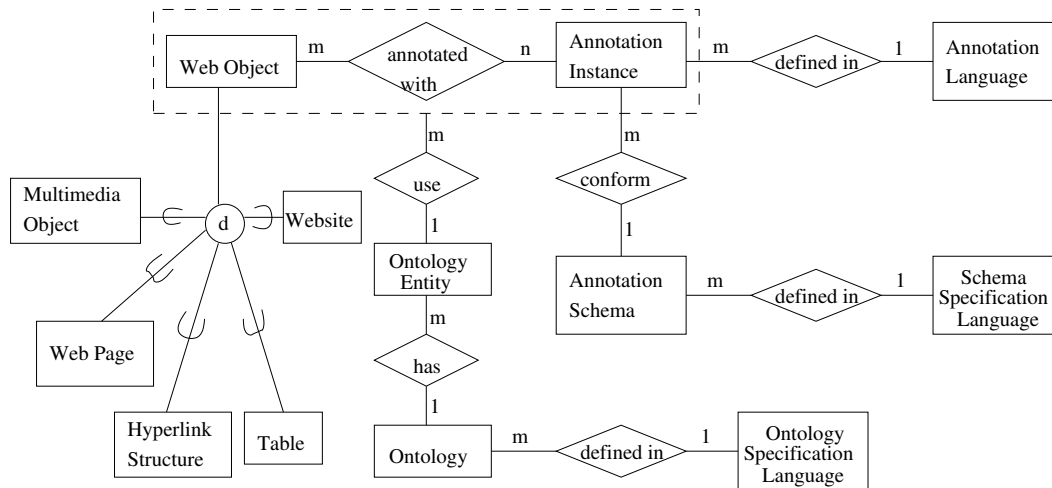 Web Object
m
annotated
with
n
Annotation
Instance
m
defined in
1
Annotation
Language
m
use
1
m
conform
1
Multimedia
Object
d
Website
Ontology
Entity
Annotation
Schema
m
defined in
1
Schema
Specification
Language
Web Page
m
has
1
Hyperlink
Structure
Table
Ontology
m
defined in
1
Ontology
Specification
Language